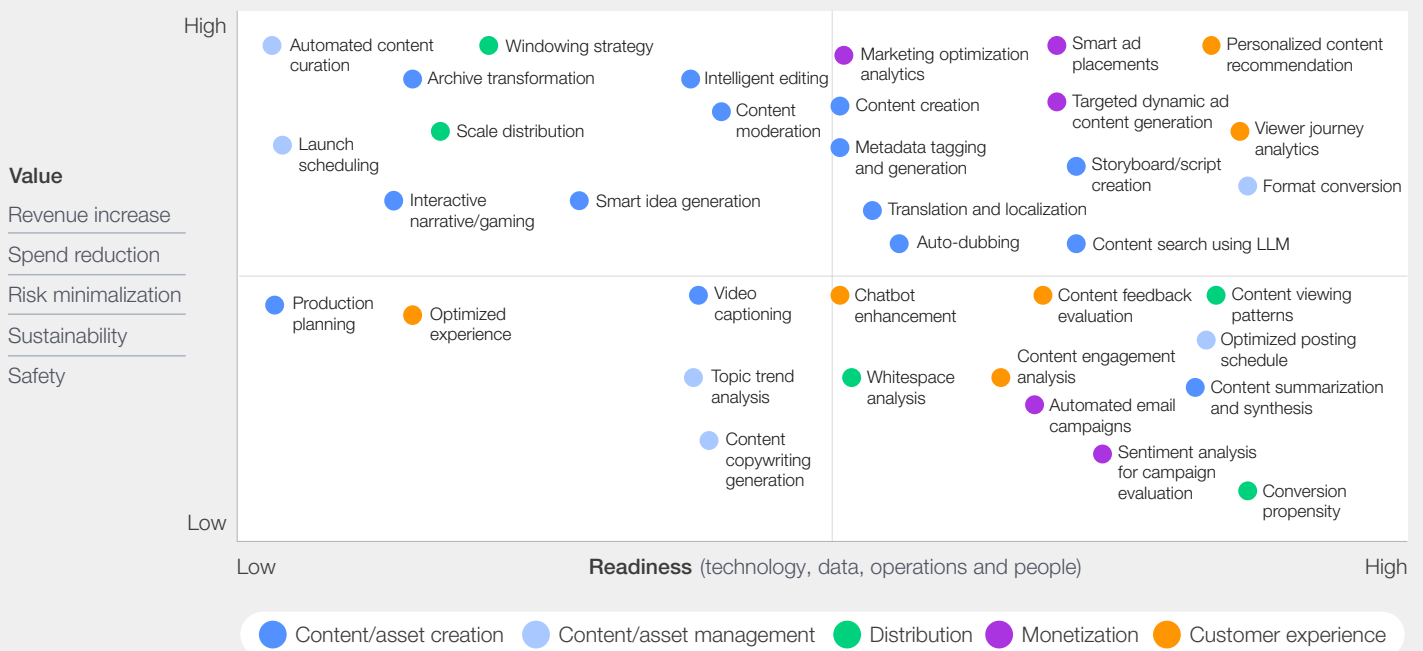 High
Automated content
curation
Windowing strategy
Archive transformation
Intelligent editing
Content
moderation
Scale distribution
Launch
scheduling
Interactive
narrative/gaming
Smart idea generation
Marketing optimization
analytics
Smart ad
placements
Personalized content
recommendation
Content creation
Targeted dynamic ad
content generation
Viewer journey
analytics
Metadata tagging
and generation
Storyboard/script
creation
Format conversion
Translation and localization
Auto-dubbing
Content search using LLM
Value
Revenue increase
Spend reduction
Risk minimalization
Sustainability
Safety
Production
planning
Optimized
experience
Video
captioning
Topic trend
analysis
Content
copywriting
generation
Chatbot
enhancement
Content feedback
evaluation
Content viewing
patterns
Optimized posting
schedule
Whitespace
analysis
Content engagement
analysis
Content summarization
and synthesis
Automated email
campaigns
Sentiment analysis
for campaign
evaluation
Conversion
propensity
Low
Low
Readiness (technology, data, operations and people)
High
Content/asset creation
Content/asset management
Distribution
Monetization
Customer experience